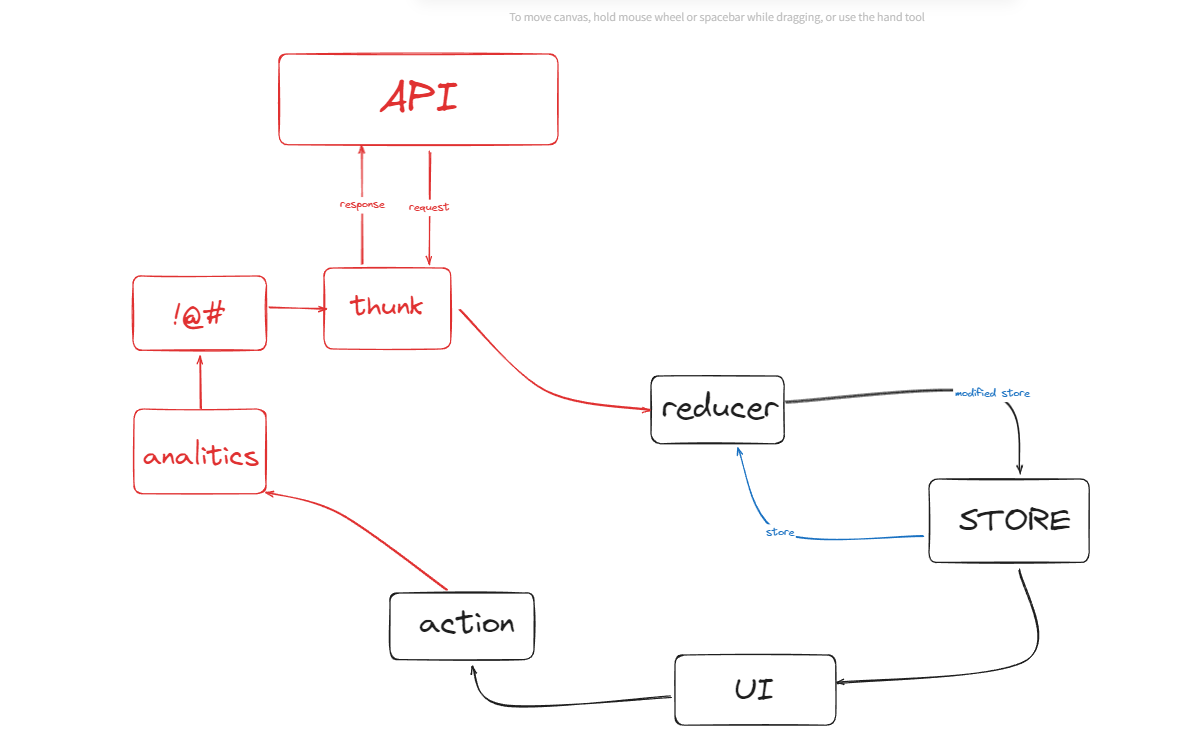 To move canvas, hold mouse wheel or spacebar while dragging, or use the hand tool
API
response
request
!@#
thunk
reducer
modified store
analitics
STORE
store
action
UI